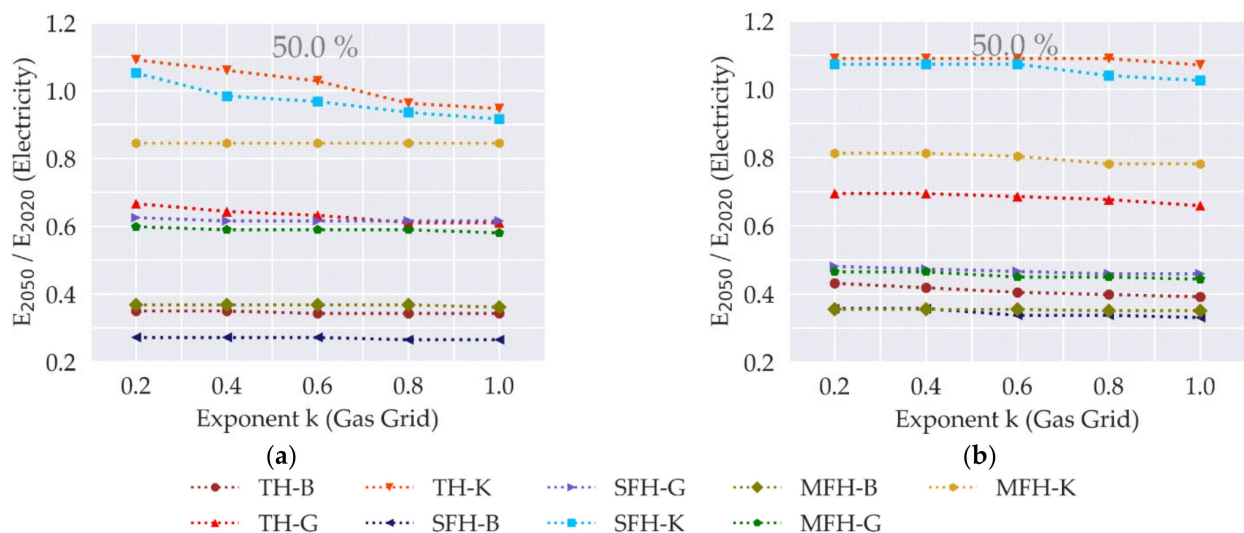 E2050 / E2020 (Electricity)
1.2
1.0
0.8
0.6
0.4
0.2
50.0 %
0.2 0.4 0.6 0.8 1.0
Exponent k (Gas Grid)
(a)
E2050 / E2020 (Electricity)
1.2
1.0
0.8
0.6
0.4
0.2
50.0 %
0.2 0.4 0.6 0.8 1.0
Exponent k (Gas Grid)
(b)
TH-B TH-K SFH-G MFH-B MFH-K
TH-G SFH-B SFH-K MFH-G